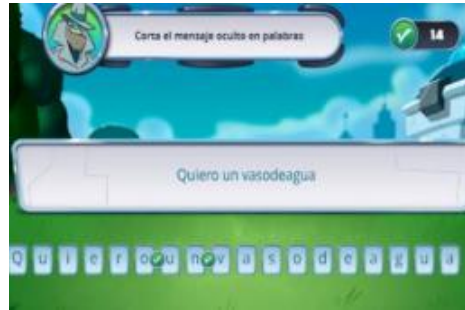 Corta el mensaje oculto en palabras
14
Quiero un vasodeagua
Q u i e r o u n v a s o d e a g u a